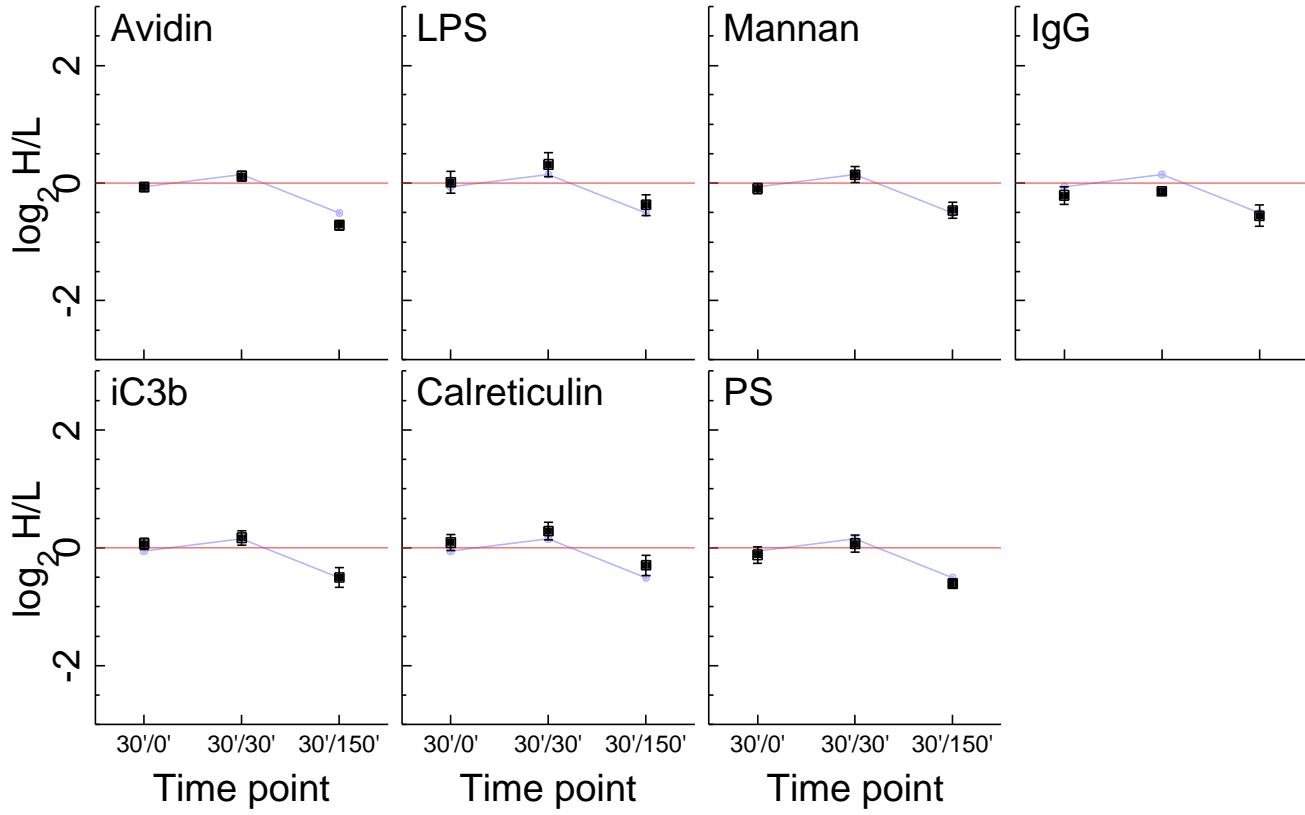 Avidin
LPS
Mannan
IgG
2
0
-2
log2 H/L
iC3b
Calreticulin
PS
2
0
-2
log2 H/L
30'/0' 30'/30' 30'/150'
30'/0' 30'/30' 30'/150'
30'/0' 30'/30' 30'/150'
Time point
Time point
Time point